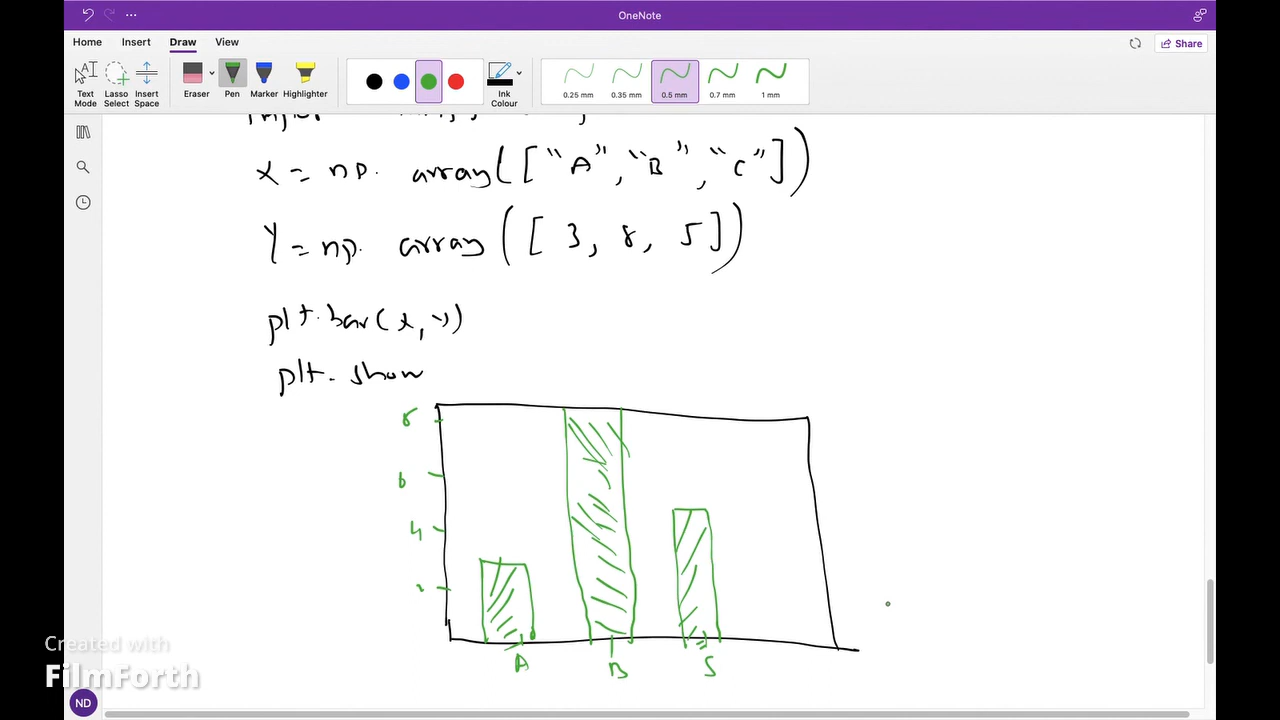 OneNote
Home Insert Draw View
Share
Text Mode
Lasso Select
Insert Space
Eraser
Pen
Marker
Highlighter
Ink Colour
0.25 mm
0.35 mm
0.5 mm
0.7 mm
1 mm
x = np. array(["A", "B", "C"])
Y = np. array([3, 8, 5])
plt.bar(x, y)
plt. show
8
6
4
2
A B S
Created with
FilmForth
ND